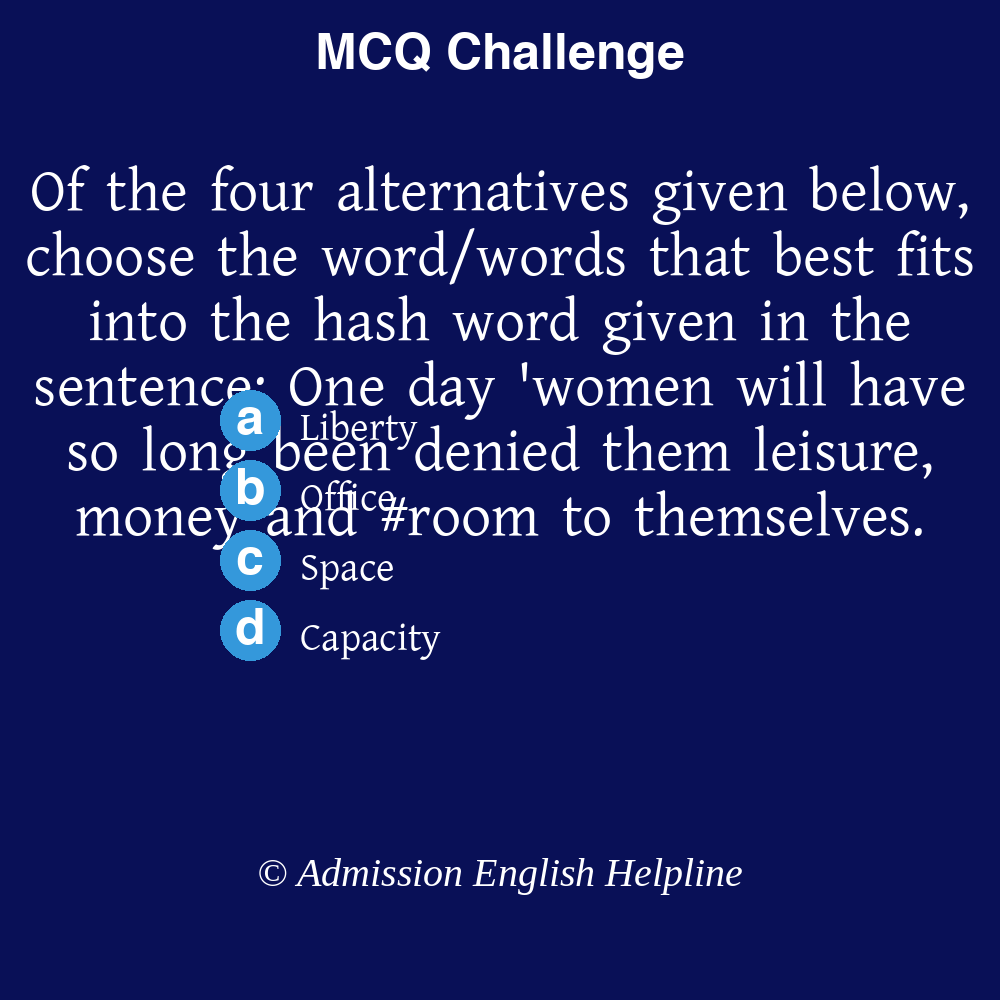 MCQ Challenge
Of the four alternatives given below,
choose the word/words that best fits
into the hash word given in the
sentence: One day 'women will have
so long been denied them leisure,
money and #room to themselves.
a Liberty
b Office
c Space
d Capacity
© Admission English Helpline